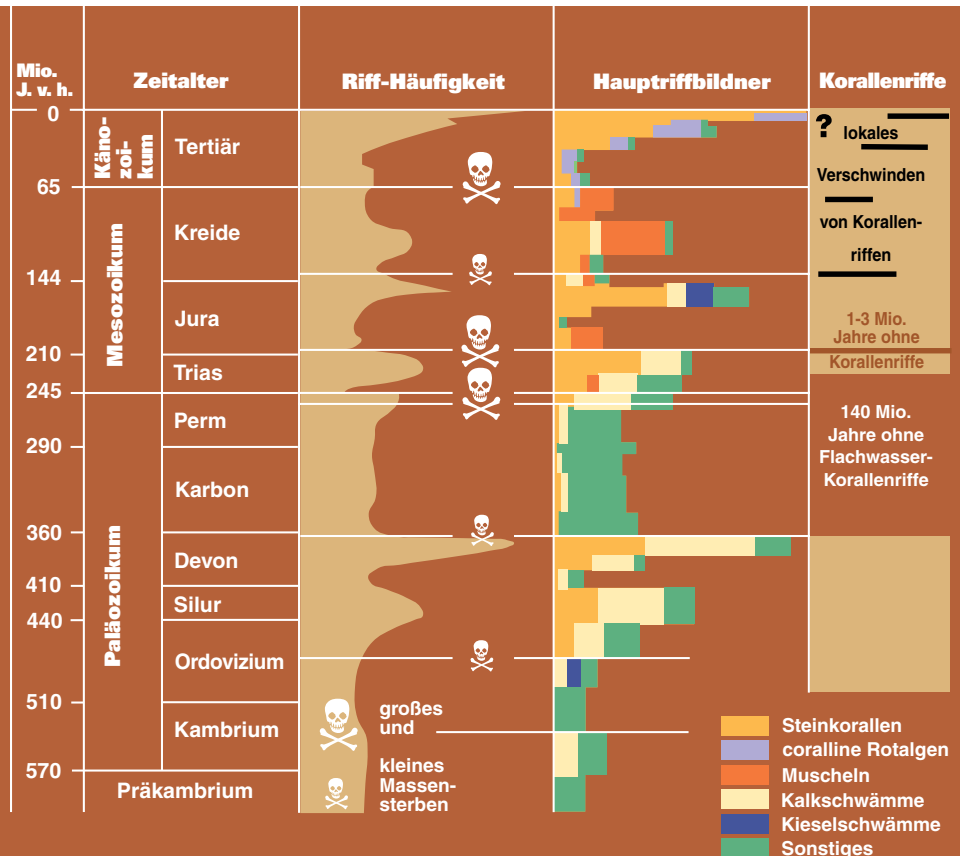 Mio.
J. v. h.
Zeitalter
Riff-Häufigkeit
Hauptriffbildner
Korallenriffe
0
65
144
210
245
290
360
410
440
510
570
Käno-
zoi-
kum
Mesozoikum
Paläozoikum
Tertiär
Kreide
Jura
Trias
Perm
Karbon
Devon
Silur
Ordovizium
Kambrium
Präkambrium
großes
und
kleines
Massen-
sterben
?
lokales
Verschwinden
von Korallen-
riffen
1-3 Mio.
Jahre ohne
Korallenriffe
140 Mio.
Jahre ohne
Flachwasser-
Korallenriffe
Steinkorallen
coralline Rotalgen
Muscheln
Kalkschwämme
Kieselschwämme
Sonstiges